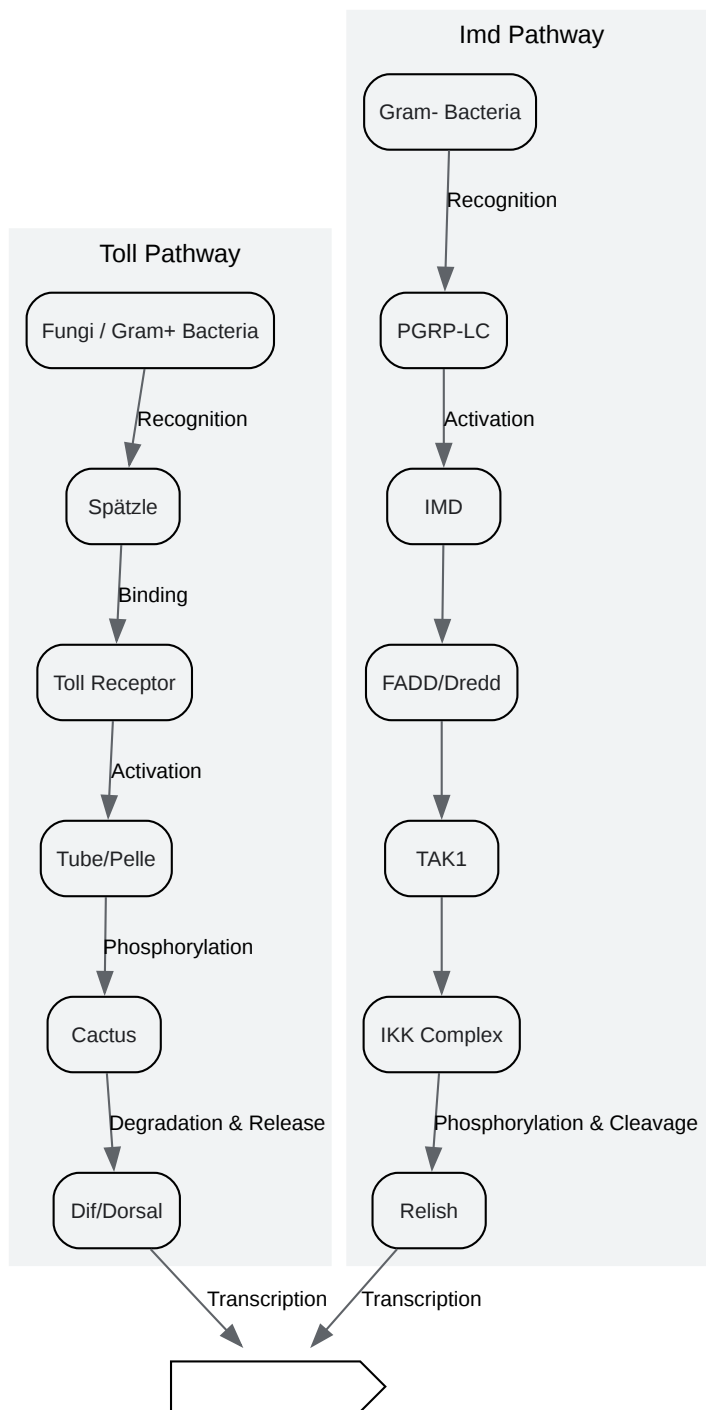 Imd Pathway
Gram- Bacteria
Recognition
PGRP-LC
Activation
IMD
FADD/Dredd
TAK1
IKK Complex
Phosphorylation & Cleavage
Relish
Transcription
Toll Pathway
Fungi / Gram+ Bacteria
Recognition
Spätzle
Binding
Toll Receptor
Activation
Tube/Pelle
Phosphorylation
Cactus
Degradation & Release
Dif/Dorsal
Transcription